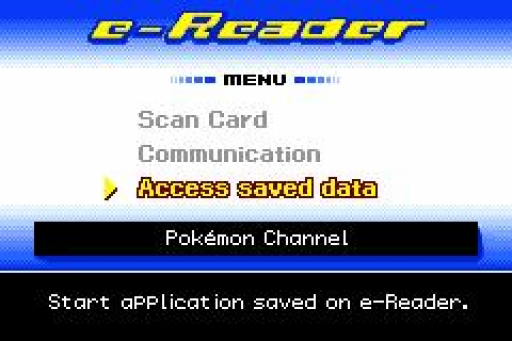 e-Reader
MENU
Scan Card
Communication
Access saved data
Pokémon Channel
Start application saved on e-Reader.